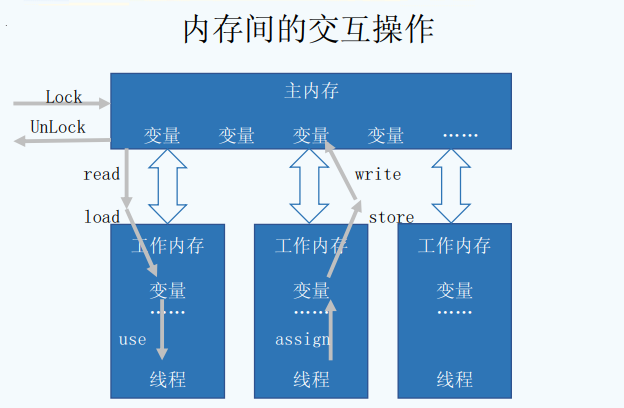 内存间的交互操作
主内存
Lock
UnLock
变量 变量 变量 变量 ……
read
write
load
store
工作内存 工作内存 工作内存
变量 变量 变量
…… …… ……
use
assign
线程 线程 线程